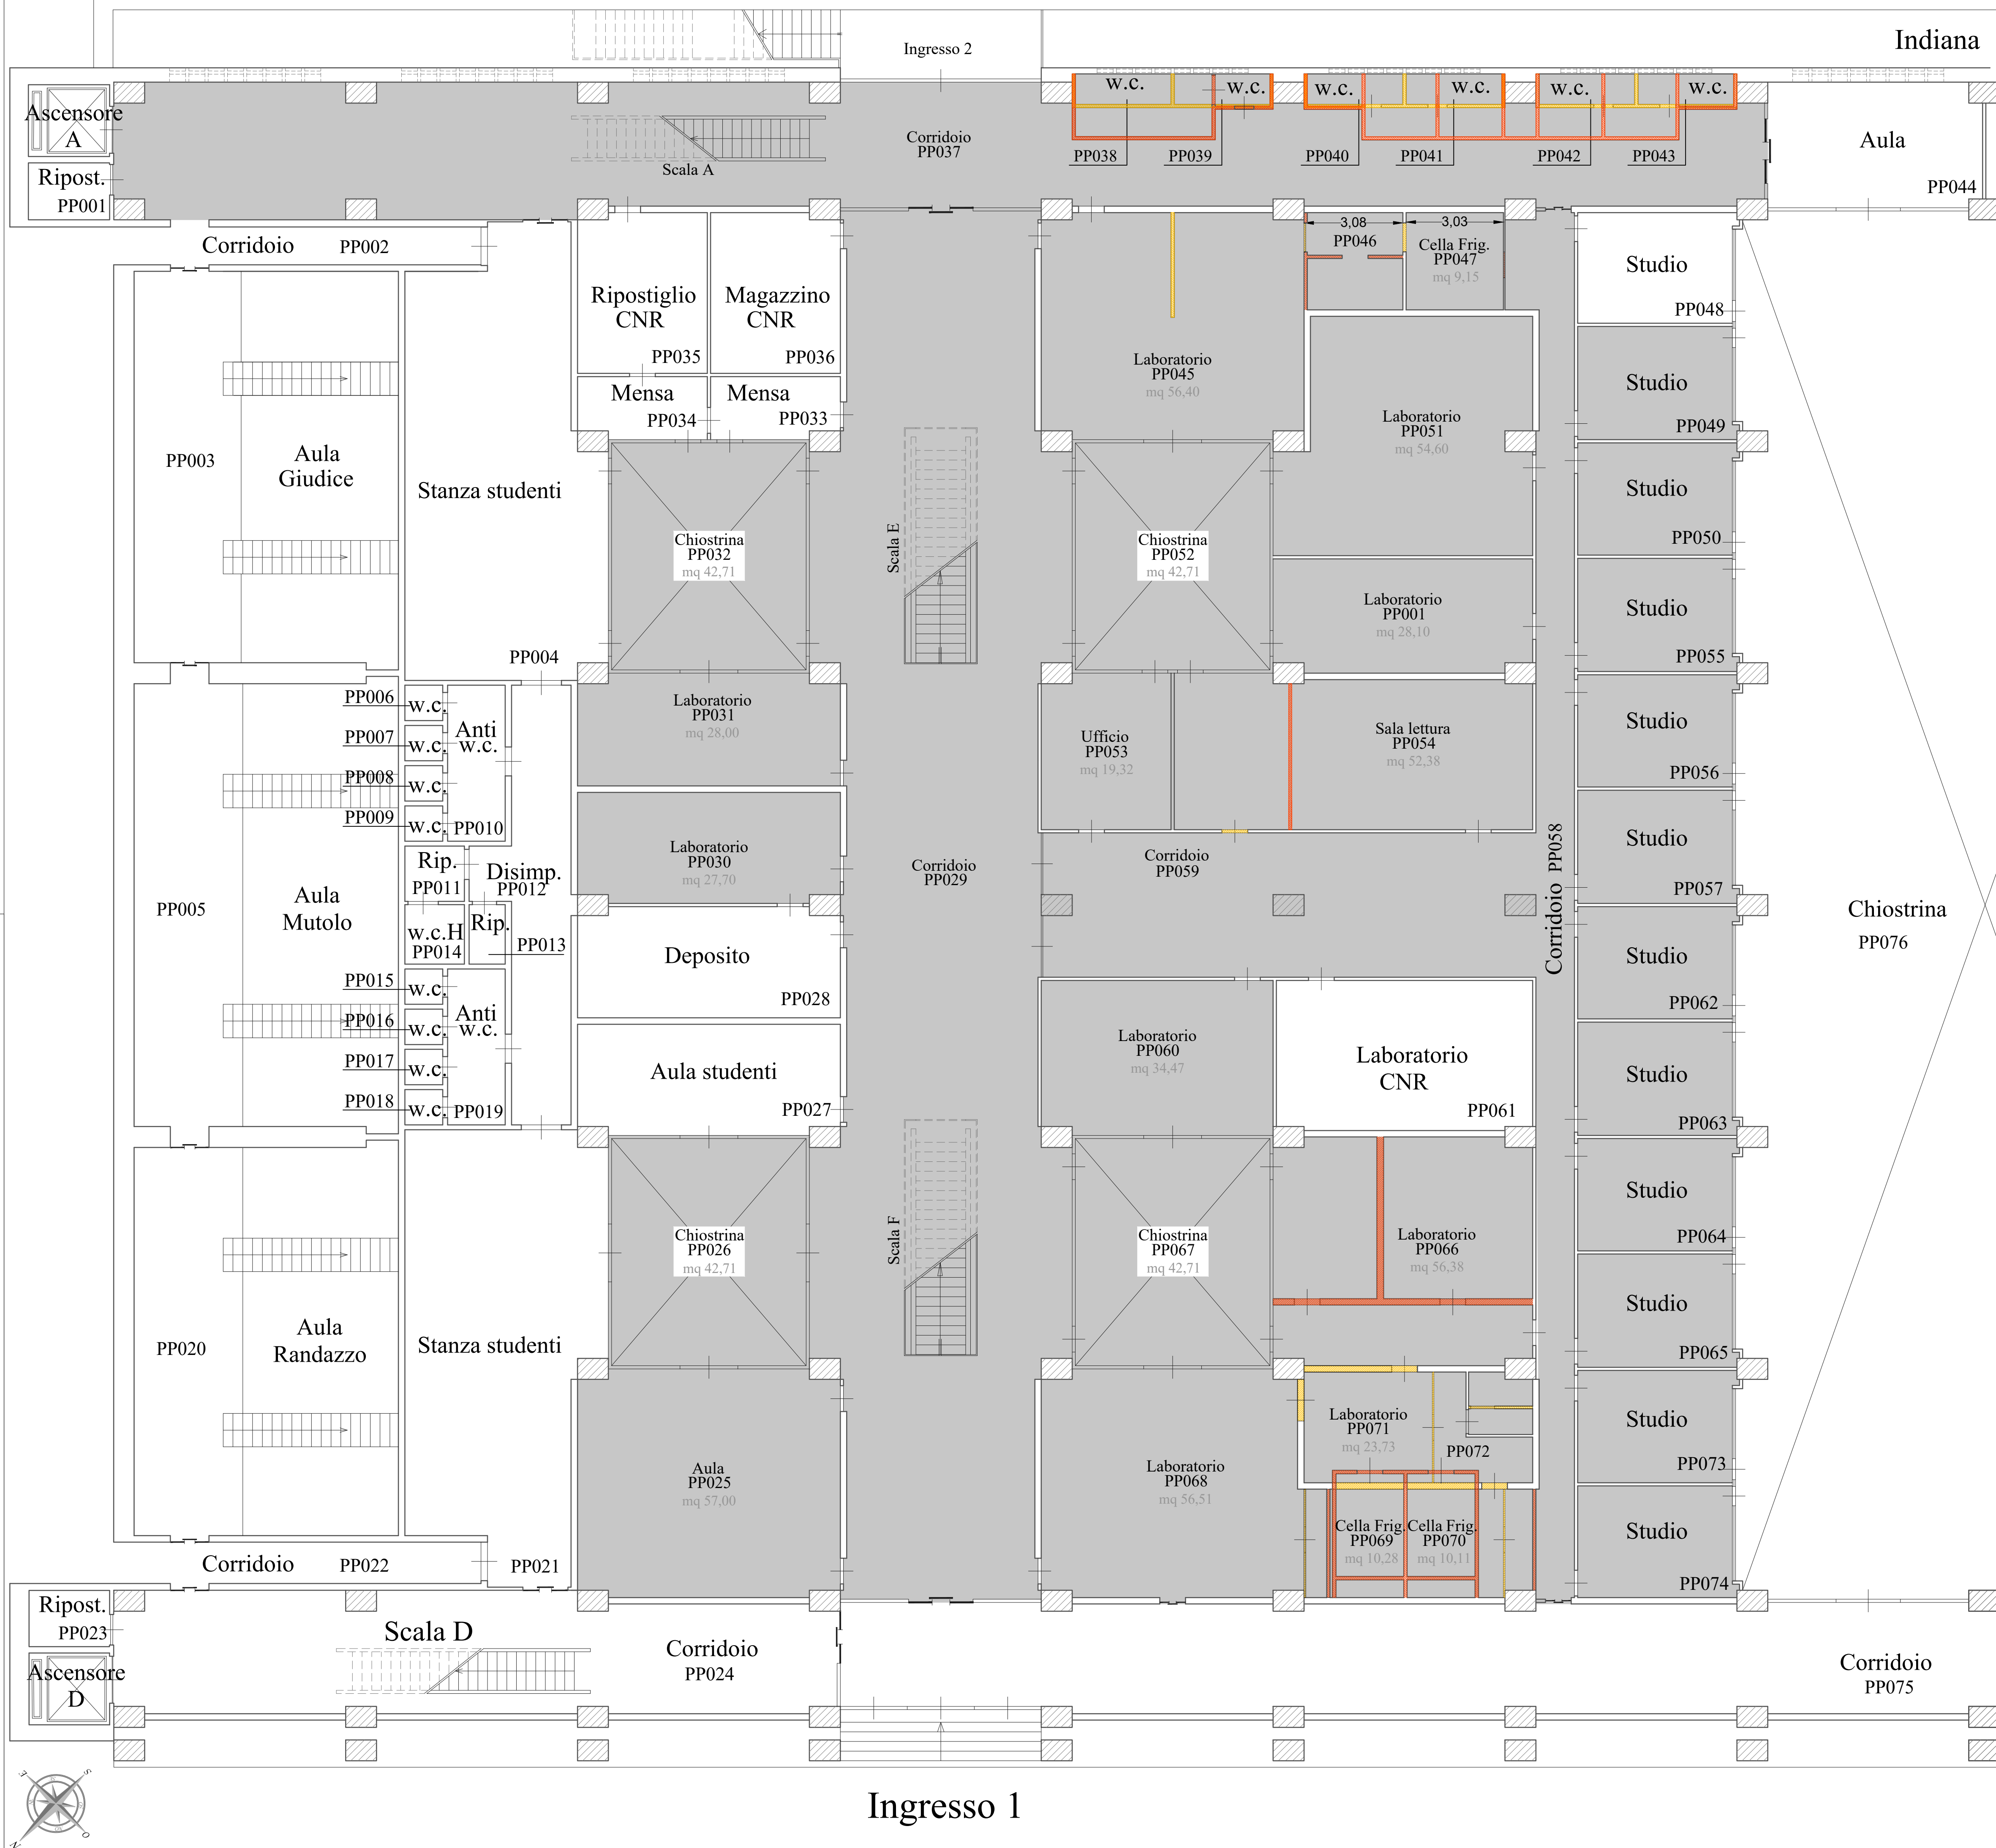 Indiana
Ingresso 2
Ascensore
A
Ripost.
PP001
Scala A
Corridoio
PP037
w.c.
w.c.
w.c.
w.c.
w.c.
w.c.
PP038
PP039
PP040
PP041
PP042
PP043
Aula
PP044
Corridoio PP002
PP003
Aula
Giudice
Stanza studenti
PP004
Ripostiglio
CNR
PP035
Magazzino
CNR
PP036
Mensa
PP034
Mensa
PP033
Chiostrina
PP032
mq 42,71
Scala E
Laboratorio
PP045
mq 56,40
3,08
PP046
3,03
Cella Frig.
PP047
mq 9,15
Studio
PP048
Studio
PP049
Laboratorio
PP051
mq 54,60
Studio
PP050
Chiostrina
PP052
mq 42,71
Laboratorio
PP001
mq 28,10
Studio
PP055
PP005
Aula
Mutolo
PP006
w.c.
PP007
w.c.
PP008
w.c.
PP009
w.c.
Anti
w.c.
PP010
Rip.
PP011
Disimp.
PP012
w.c.H
PP014
Rip.
PP013
PP015
w.c.
PP016
w.c.
PP017
w.c.
PP018
w.c.
Anti
w.c.
PP019
Laboratorio
PP031
mq 28,00
Laboratorio
PP030
mq 27,70
Deposito
PP028
Aula studenti
PP027
Corridoio
PP029
Ufficio
PP053
mq 19,32
Sala lettura
PP054
mq 52,38
Studio
PP056
Corridoio
PP059
Corridoio PP058
Studio
PP057
Studio
PP062
Chiostrina
PP076
Laboratorio
PP060
mq 34,47
Laboratorio
CNR
PP061
Studio
PP063
PP020
Aula
Randazzo
Stanza studenti
PP021
Chiostrina
PP026
mq 42,71
Scala F
Chiostrina
PP067
mq 42,71
Laboratorio
PP066
mq 56,38
Studio
PP064
Studio
PP065
Aula
PP025
mq 57,00
Laboratorio
PP068
mq 56,51
Laboratorio
PP071
mq 23,73
PP072
Cella Frig.
PP069
mq 10,28
Cella Frig.
PP070
mq 10,11
Studio
PP073
Studio
PP074
Corridoio PP022
Ripost.
PP023
Ascensore
D
Scala D
Corridoio
PP024
Corridoio
PP075
E
S
N
O
Ingresso 1